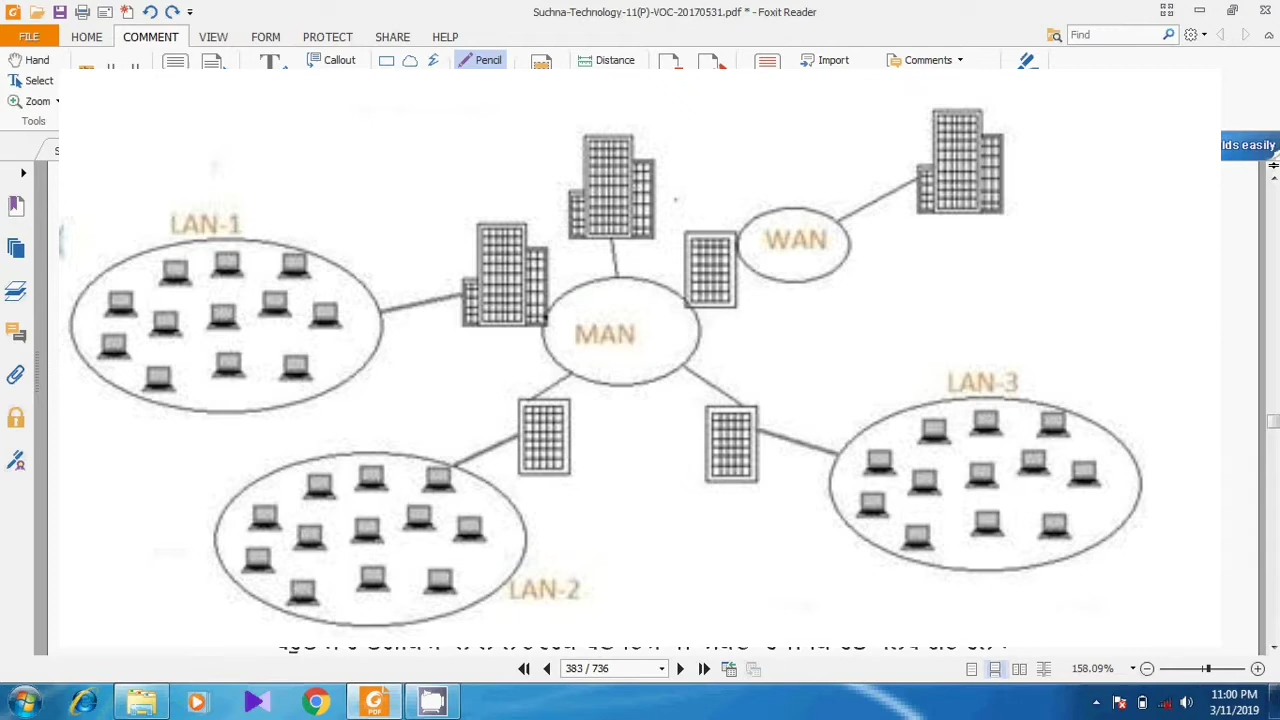 Suchna-Technology-11(P)-VOC-20170531.pdf * - Foxit Reader
FILE HOME COMMENT VIEW FORM PROTECT SHARE HELP Find
Hand Callout Pencil Distance Import Comments
Select
Zoom
Tools
lds easily
LAN-1
WAN
MAN
LAN-3
LAN-2
383 / 736 158.09%
11:00 PM
3/11/2019